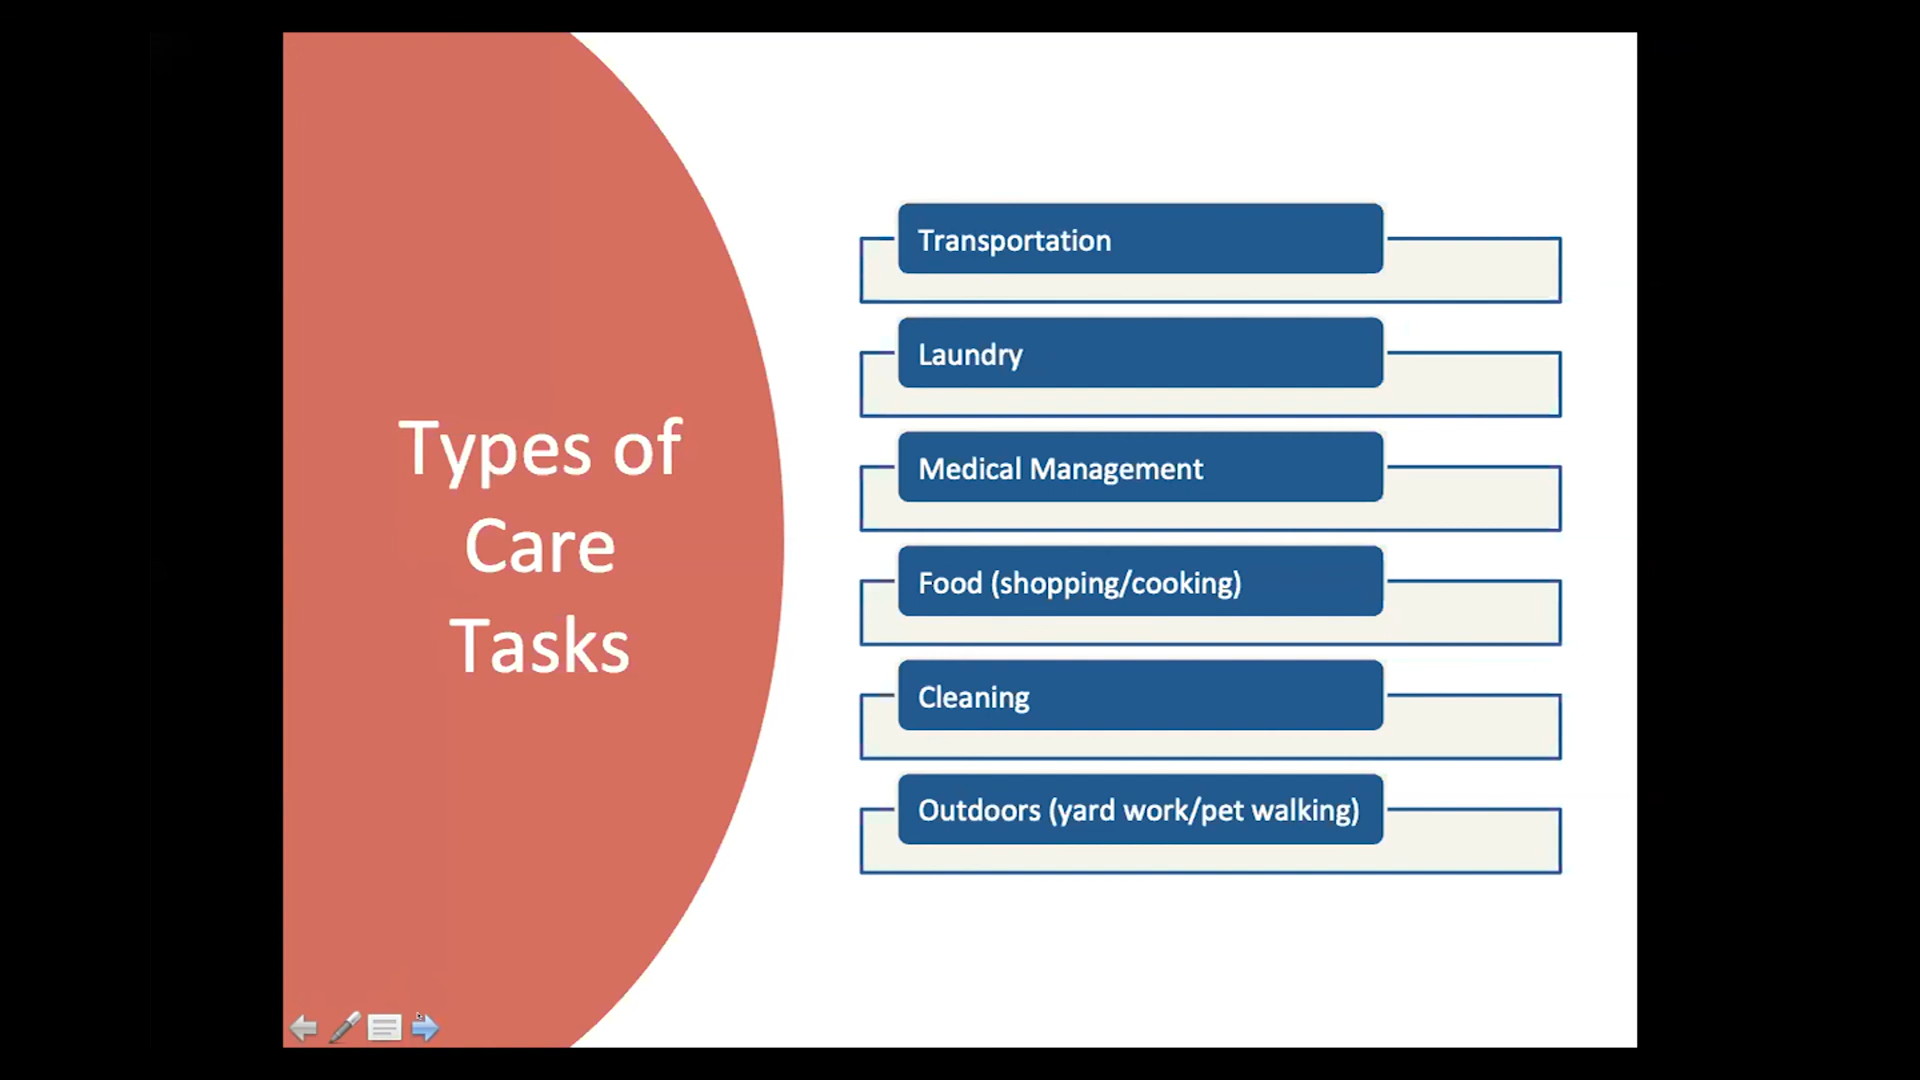 Types of
Care
Tasks
Transportation
Laundry
Medical Management
Food (shopping/cooking)
Cleaning
Outdoors (yard work/pet walking)